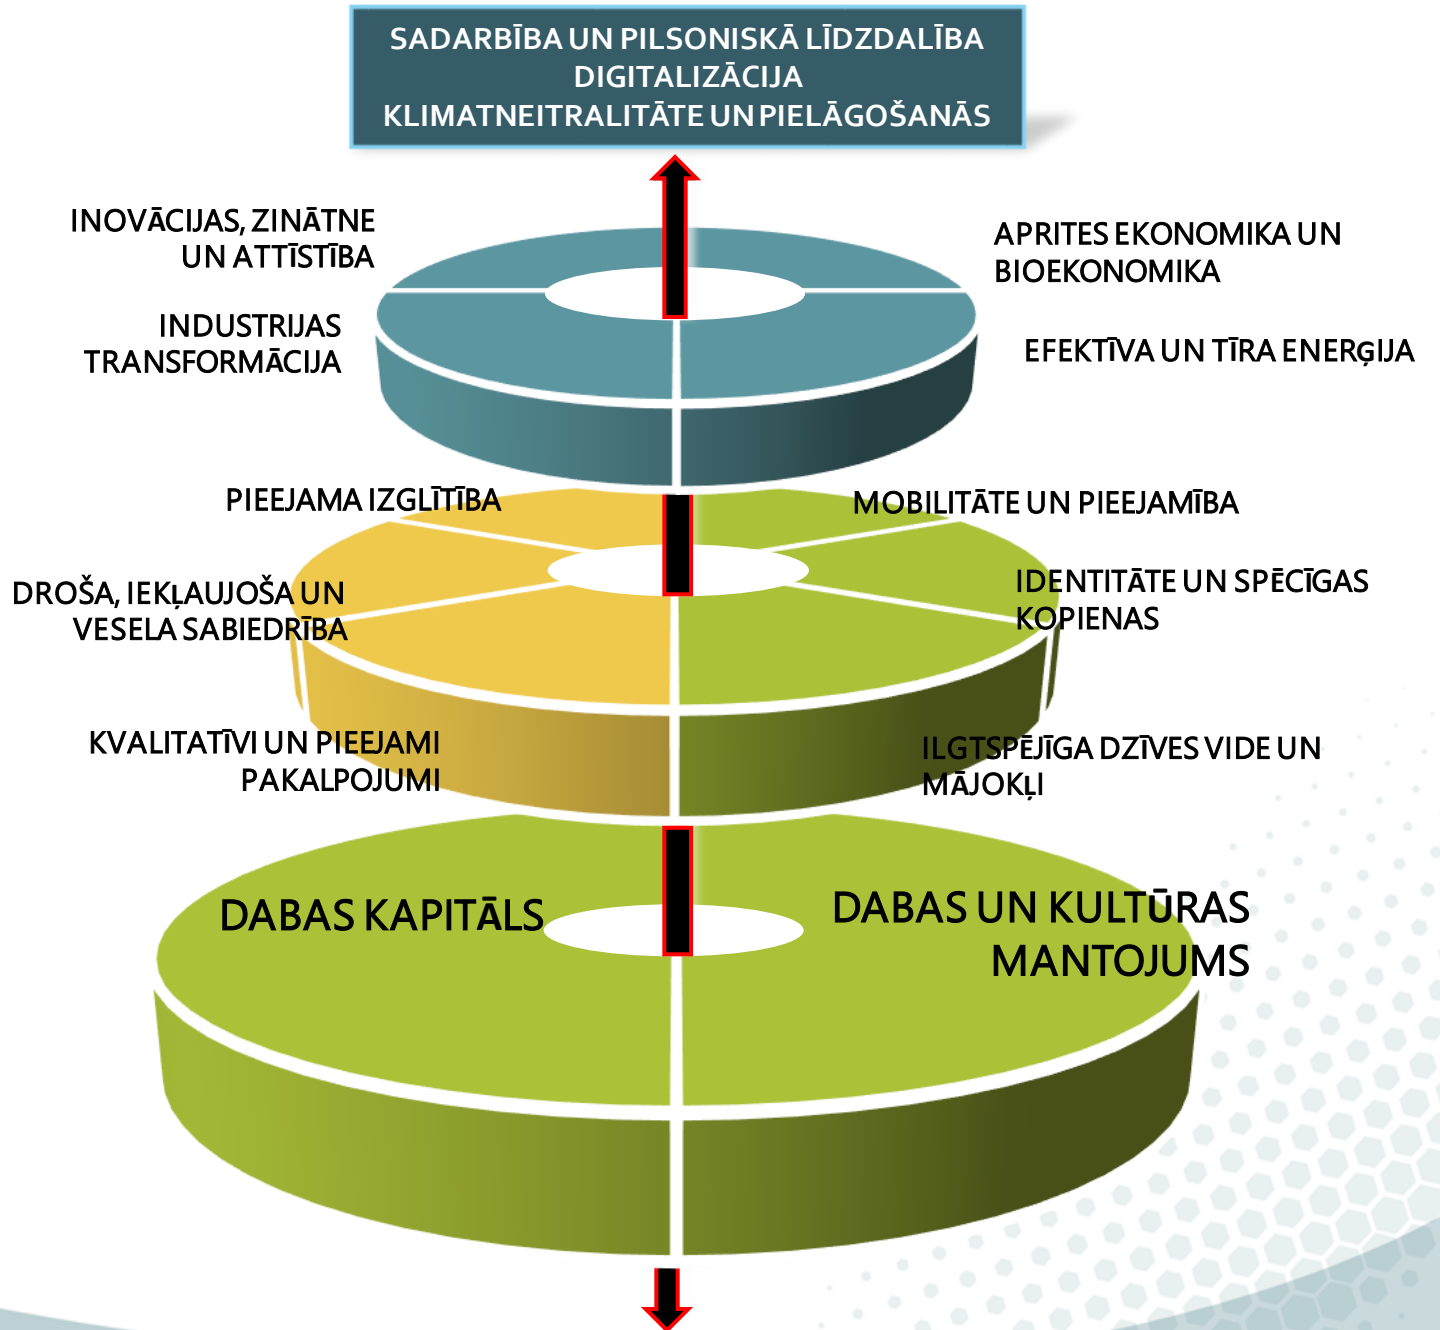 SADARBĪBA UN PILSONISKĀ LĪDZDALĪBA
DIGITALIZĀCIJA
KLIMATNEITRALITĀTE UN PIELĀGOŠANĀS
INOVĀCIJAS, ZINĀTNE
UN ATTĪSTĪBA
APRITES EKONOMIKA UN
BIOEKONOMIKA
INDUSTRIJAS
TRANSFORMĀCIJA
EFEKTĪVA UN TĪRA ENERĢIJA
PIEEJAMA IZGLĪTĪBA
MOBILITĀTE UN PIEEJAMĪBA
DROŠA, IEKĻAUJOŠA UN
VESELA SABIEDRĪBA
IDENTITĀTE UN SPĒCĪGAS
KOPIENAS
KVALITATĪVI UN PIEEJAMI
PAKALPOJUMI
ILGTSPĒJĪGA DZĪVES VIDE UN
MĀJOKĻI
DABAS KAPITĀLS
DABAS UN KULTŪRAS
MANTOJUMS